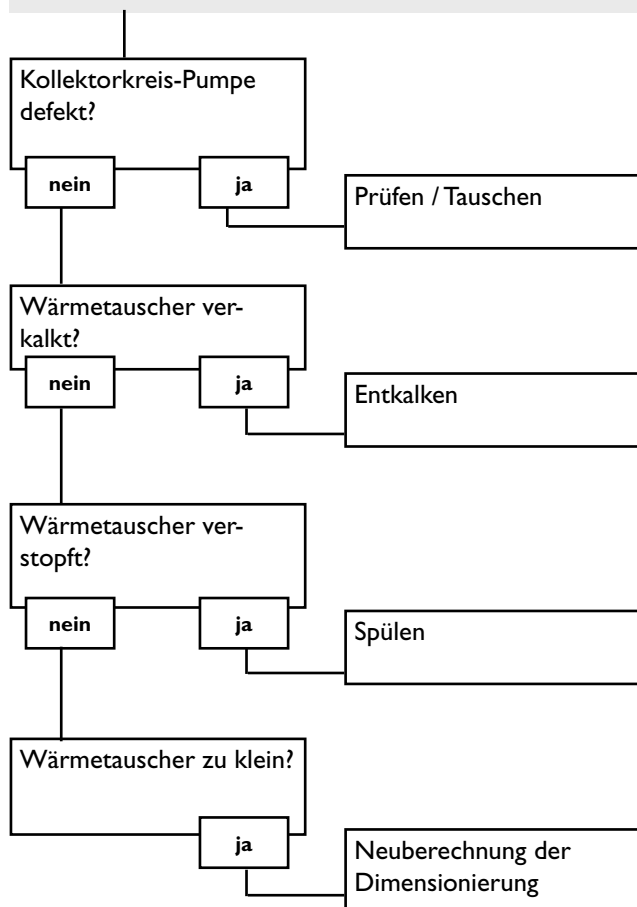 Kollektorkreis-Pumpe
defekt?
nein
ja
Prüfen / Tauschen
Wärmetauscher ver-
kalkt?
nein
ja
Entkalken
Wärmetauscher ver-
stopft?
nein
ja
Spülen
Wärmetauscher zu klein?
ja
Neuberechnung der
Dimensionierung